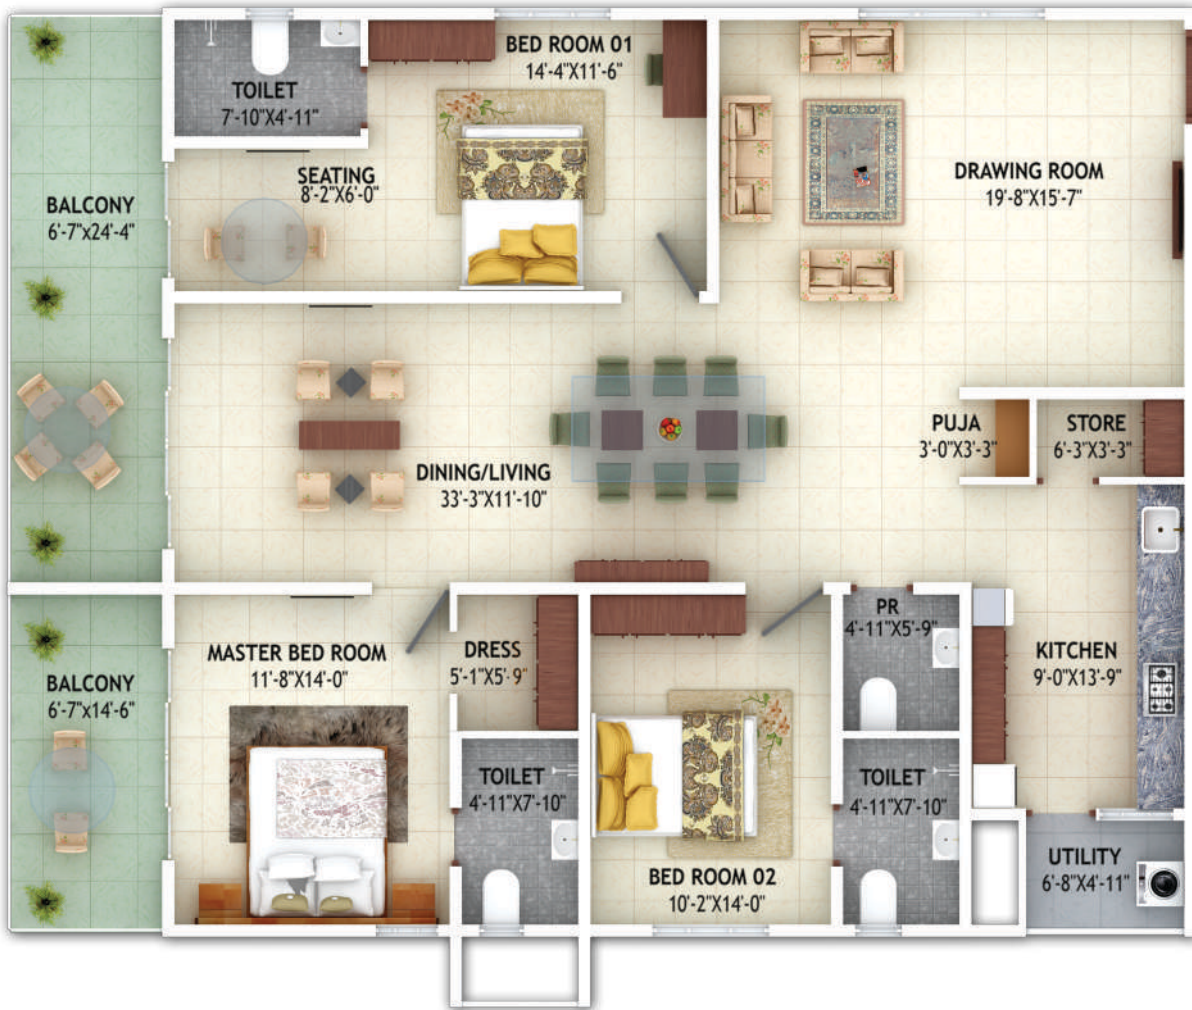 BED ROOM 01
14'-4"X11'-6"
TOILET
7'-10"X4'-11"
SEATING
8'-2"X6'-0"
DRAWING ROOM
19'-8"X15'-7"
BALCONY
6'-7"x24'-4"
PUJA
3'-0"X3'-3"
STORE
6'-3"X3'-3"
DINING/LIVING
33'-3"X11'-10"
PR
4'-11"X5'-9"
MASTER BED ROOM
11'-8"X14'-0"
DRESS
5'-1"X5'-9"
KITCHEN
9'-0"X13'-9"
BALCONY
6'-7"x14'-6"
TOILET
4'-11"X7'-10"
TOILET
4'-11"X7'-10"
BED ROOM 02
10'-2"X14'-0"
UTILITY
6'-8"X4'-11"